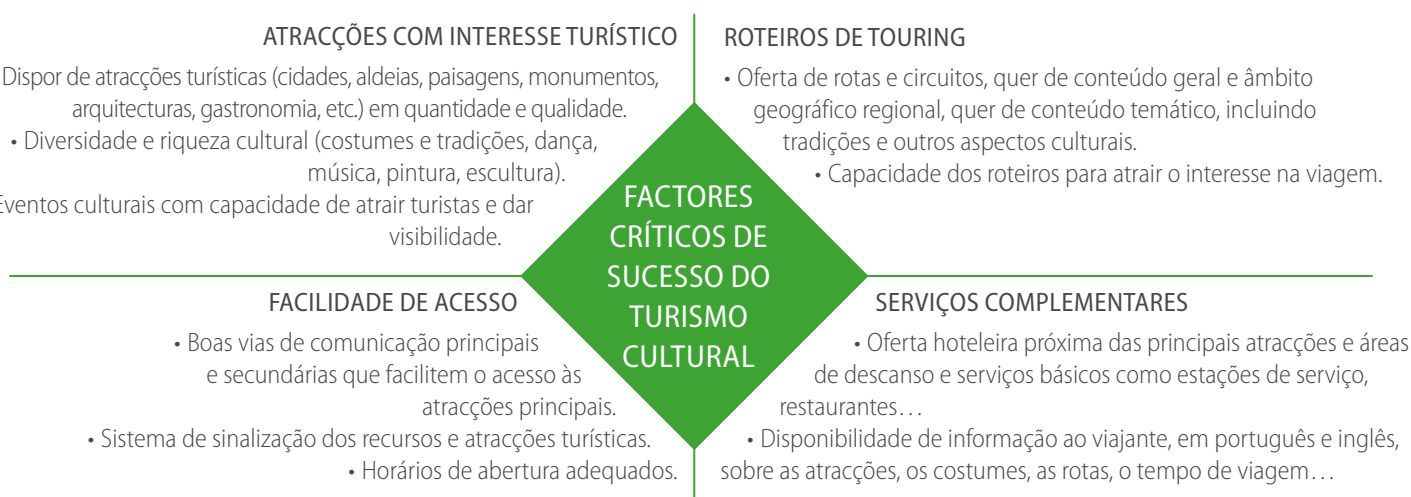 ATRACÇÕES COM INTERESSE TURÍSTICO
Dispor de atracções turísticas (cidades, aldeias, paisagens, monumentos,
arquitecturas, gastronomia, etc.) em quantidade e qualidade.
• Diversidade e riqueza cultural (costumes e tradições, dança,
música, pintura, escultura).
Eventos culturais com capacidade de atrair turistas e dar
visibilidade.
ROTEIROS DE TOURING
• Oferta de rotas e circuitos, quer de conteúdo geral e âmbito
geográfico regional, quer de conteúdo temático, incluindo
tradições e outros aspectos culturais.
• Capacidade dos roteiros para atrair o interesse na viagem.
FACTORES
CRÍTICOS DE
SUCESSO DO
TURISMO
CULTURAL
FACILIDADE DE ACESSO
• Boas vias de comunicação principais
e secundárias que facilitem o acesso às
atracções principais.
• Sistema de sinalização dos recursos e atracções turísticas.
• Horários de abertura adequados.
SERVIÇOS COMPLEMENTARES
• Oferta hoteleira próxima das principais atracções e áreas
de descanso e serviços básicos como estações de serviço,
restaurantes…
• Disponibilidade de informação ao viajante, em português e inglês,
sobre as atracções, os costumes, as rotas, o tempo de viagem…